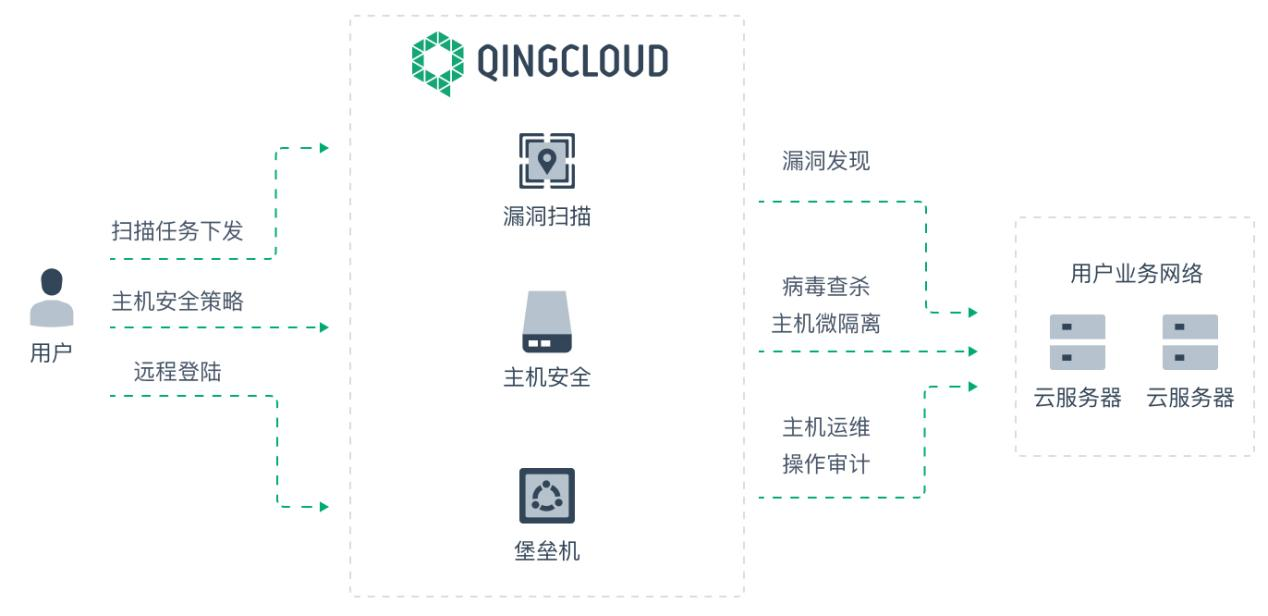 QINGCLOUD
扫描任务下发
主机安全策略
远程登陆
用户
漏洞扫描
主机安全
堡垒机
漏洞发现
病毒查杀
主机微隔离
主机运维
操作审计
用户业务网络
云服务器 云服务器